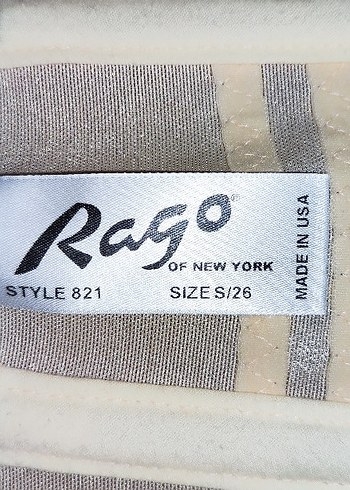 Rago®
OF NEW YORK
STYLE 821 SIZE S/26
MADE IN USA